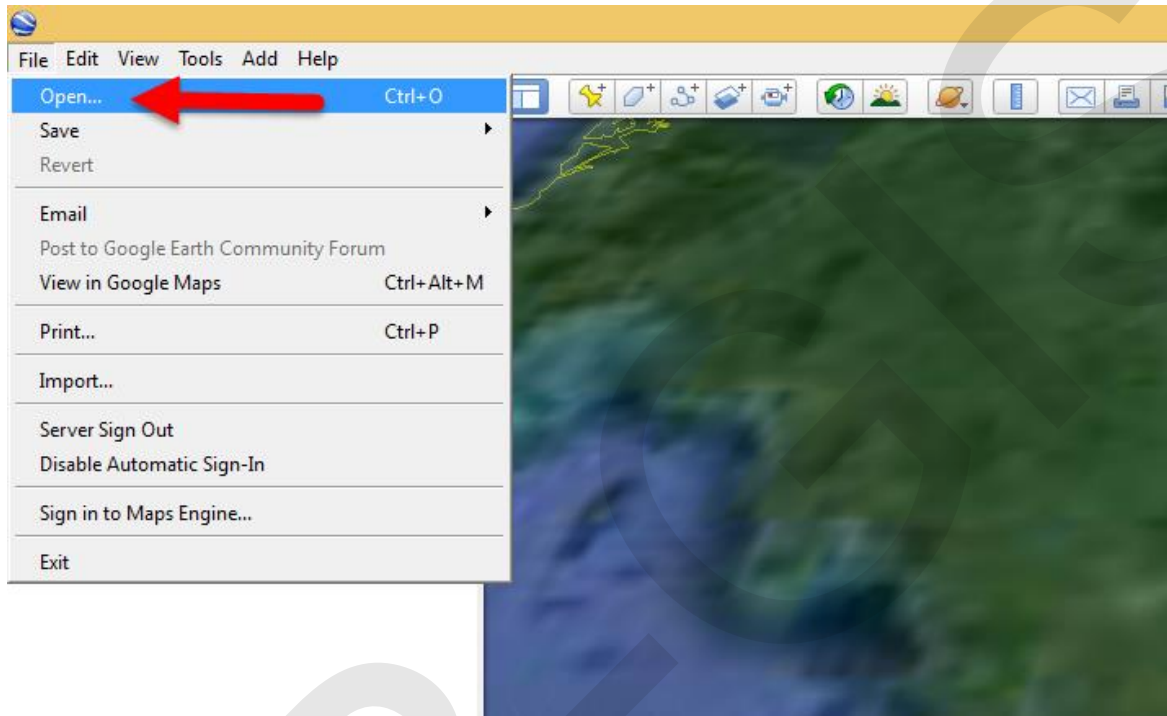 File Edit View Tools Add Help
Open... Ctrl+O
Save
Revert
Email
Post to Google Earth Community Forum
View in Google Maps Ctrl+Alt+M
Print... Ctrl+P
Import...
Server Sign Out
Disable Automatic Sign-In
Sign in to Maps Engine...
Exit